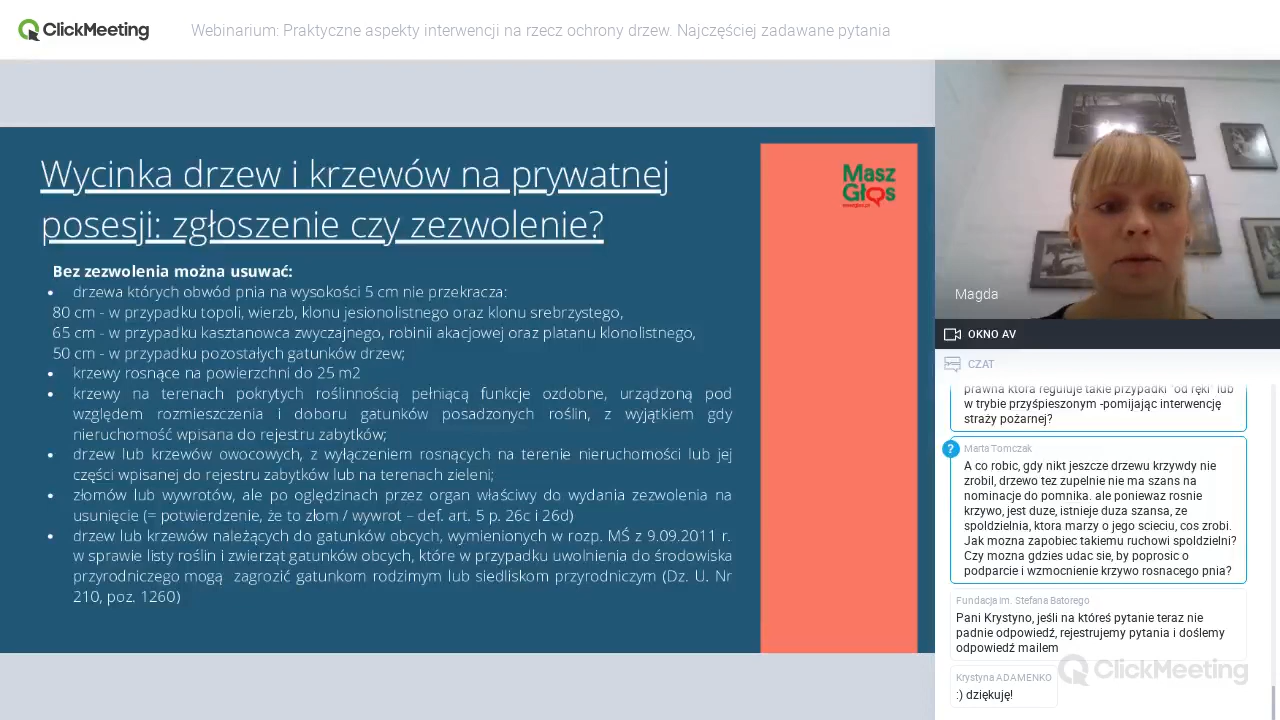 ClickMeeting
Webinarium: Praktyczne aspekty interwencji na rzecz ochrony drzew. Najczęściej zadawane pytania
Wycinka drzew i krzewów na prywatnej
posesji: zgłoszenie czy zezwolenie?
Bez zezwolenia można usuwać:
• drzewa których obwód pnia na wysokości 5 cm nie przekracza:
80 cm - w przypadku topoli, wierzb, klonu jesionolistnego oraz klonu srebrzystego,
65 cm - w przypadku kasztanowca zwyczajnego, robinii akacjowej oraz platanu klonolistnego,
50 cm - w przypadku pozostałych gatunków drzew;
• krzewy rosnące na powierzchni do 25 m2
• krzewy na terenach pokrytych roślinnością pełniącą funkcje ozdobne, urządzoną pod
względem rozmieszczenia i doboru gatunków posadzonych roślin, z wyjątkiem gdy
nieruchomość wpisana do rejestru zabytków;
• drzew lub krzewów owocowych, z wyłączeniem rosnących na terenie nieruchomości lub jej
części wpisanej do rejestru zabytków lub na terenach zieleni;
• złomów lub wywrotów, ale po oględzinach przez organ właściwy do wydania zezwolenia na
usunięcie (= potwierdzenie, że to złom / wywrot – def. art. 5 p. 26c i 26d)
• drzew lub krzewów należących do gatunków obcych, wymienionych w rozp. MŚ z 9.09.2011 r.
w sprawie listy roślin i zwierząt gatunków obcych, które w przypadku uwolnienia do środowiska
przyrodniczego mogą zagrozić gatunkom rodzimym lub siedliskom przyrodniczym (Dz. U. Nr
210, poz. 1260)
Masz
Głos
Magda
OKNO AV
CZAT
prawna która reguluje takie przypadki "od ręki" lub
w trybie przyśpieszonym -pomijając interwencję
straży pożarnej?
?
Marta Tomczak
A co robic, gdy nikt jeszcze drzewu krzywdy nie
zrobil, drzewo tez zupelnie nie ma szans na
nominacje do pomnika. ale poniewaz rosnie
krzywo, jest duze, istnieje duza szansa, ze
spoldzielnia, ktora marzy o jego scieciu, cos zrobi.
Jak mozna zapobiec takiemu ruchowi spoldzielni?
Czy mozna gdzies udac sie, by poprosic o
podparcie i wzmocnienie krzywo rosnacego pnia?
Fundacja im. Stefana Batorego
Pani Krystyno, jeśli na któreś pytanie teraz nie
padnie odpowiedź, rejestrujemy pytania i doślemy
odpowiedź mailem
ClickMeeting
Krystyna ADAMENKO
:) dziękuję!